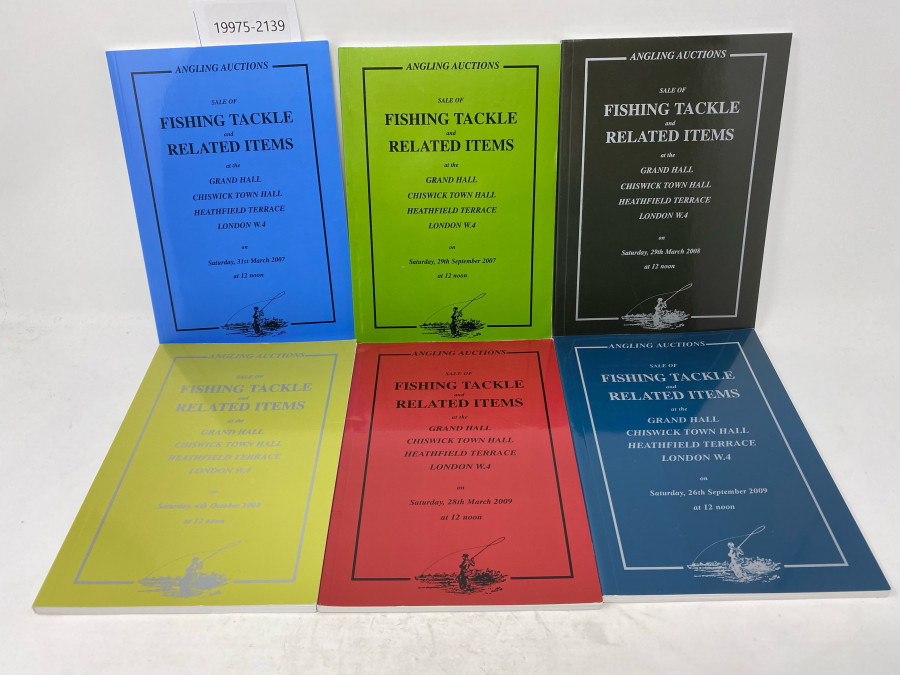 19975-2139
ANGLING AUCTIONS
SALE OF
FISHING TACKLE
and
RELATED ITEMS
at the
GRAND HALL
CHISWICK TOWN HALL
HEATHFIELD TERRACE
LONDON W.4
on
Saturday, 31st March 2007
at 12 noon
ANGLING AUCTIONS
SALE OF
FISHING TACKLE
and
RELATED ITEMS
at the
GRAND HALL
CHISWICK TOWN HALL
HEATHFIELD TERRACE
LONDON W.4
on
Saturday, 29th September 2007
at 12 noon
ANGLING AUCTIONS
SALE OF
FISHING TACKLE
and
RELATED ITEMS
at the
GRAND HALL
CHISWICK TOWN HALL
HEATHFIELD TERRACE
LONDON W.4
on
Saturday, 29th March 2008
at 12 noon
ANGLING AUCTIONS
SALE OF
FISHING TACKLE
and
RELATED ITEMS
at the
GRAND HALL
CHISWICK TOWN HALL
HEATHFIELD TERRACE
LONDON W.4
on
Saturday, 4th October 2008
at 12 noon
ANGLING AUCTIONS
SALE OF
FISHING TACKLE
and
RELATED ITEMS
at the
GRAND HALL
CHISWICK TOWN HALL
HEATHFIELD TERRACE
LONDON W.4
on
Saturday, 28th March 2009
at 12 noon
ANGLING AUCTIONS
SALE OF
FISHING TACKLE
and
RELATED ITEMS
at the
GRAND HALL
CHISWICK TOWN HALL
HEATHFIELD TERRACE
LONDON W.4
on
Saturday, 26th September 2009
at 12 noon